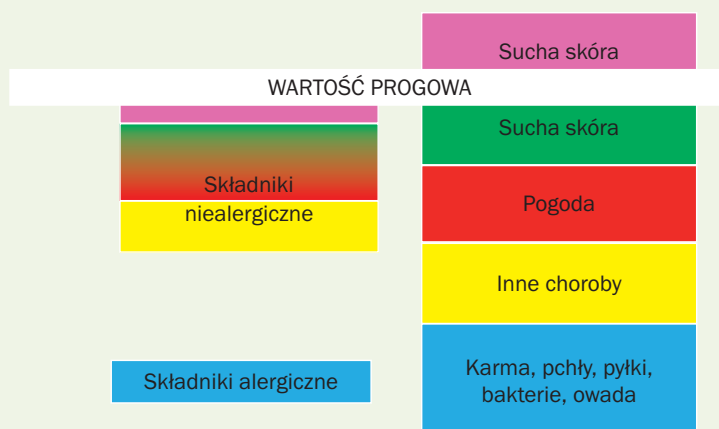 Sucha skóra
WARTOŚĆ PROGOWA
Sucha skóra
Składniki
niealergiczne
Pogoda
Inne choroby
Składniki alergiczne
Karma, pchły, pyłki,
bakterie, owada